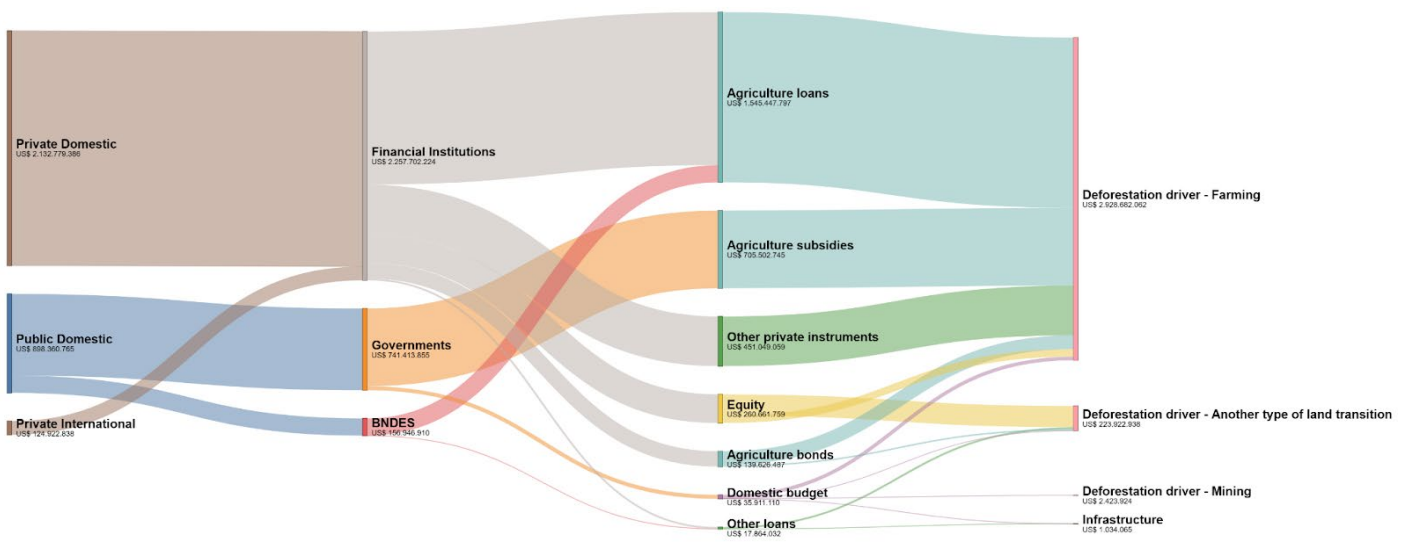 Private Domestic
US$ 2.132.779.386
Public Domestic
US$ 898.360.765
Private International
US$ 124.922.838
Financial Institutions
US$ 2.257.702.224
Governments
US$ 741.413.855
BNDES
US$ 156.946.910
Agriculture loans
US$ 1.545.447.797
Agriculture subsidies
US$ 705.502.745
Other private instruments
US$ 451.049.059
Equity
US$ 260.661.759
Agriculture bonds
US$ 139.626.487
Domestic budget
US$ 35.911.110
Other loans
US$ 17.864.032
Deforestation driver - Farming
US$ 2.928.682.062
Deforestation driver - Another type of land transition
US$ 223.922.938
Deforestation driver - Mining
US$ 2.423.924
Infrastructure
US$ 1.034.065